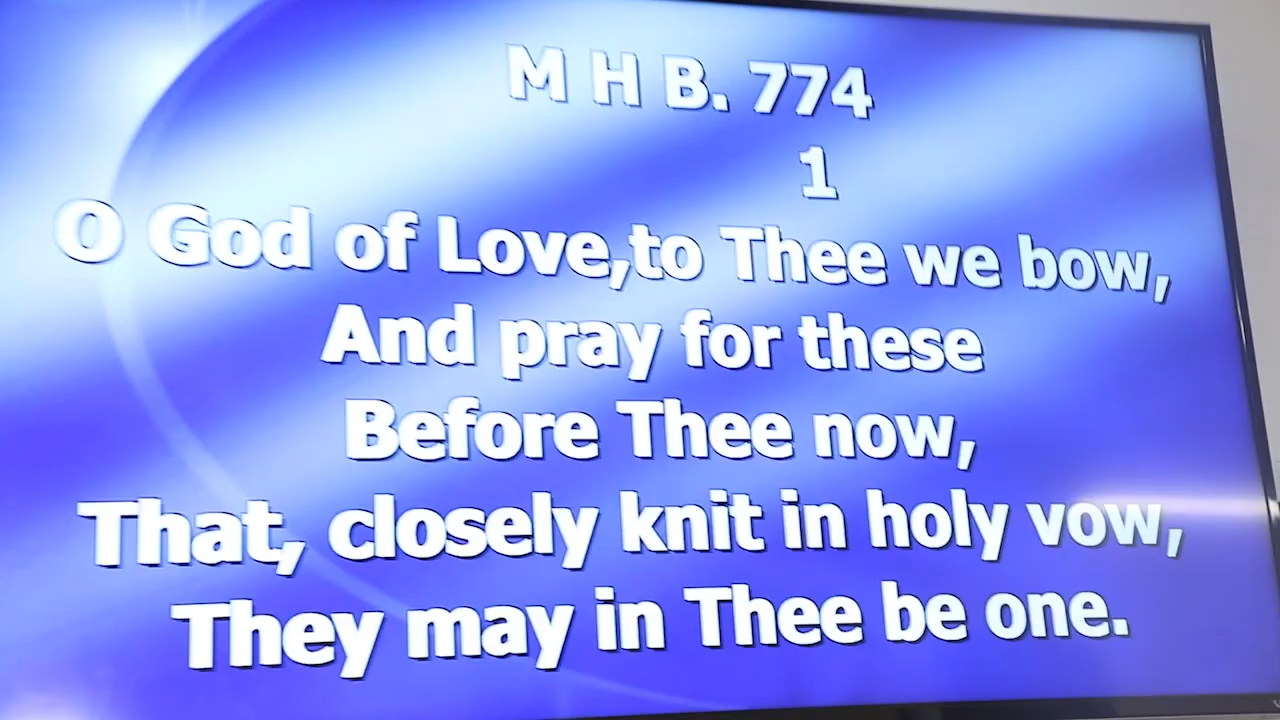 M H B. 774
1
O God of Love,to Thee we bow,
And pray for these
Before Thee now,
That, closely knit in holy vow,
They may in Thee be one.